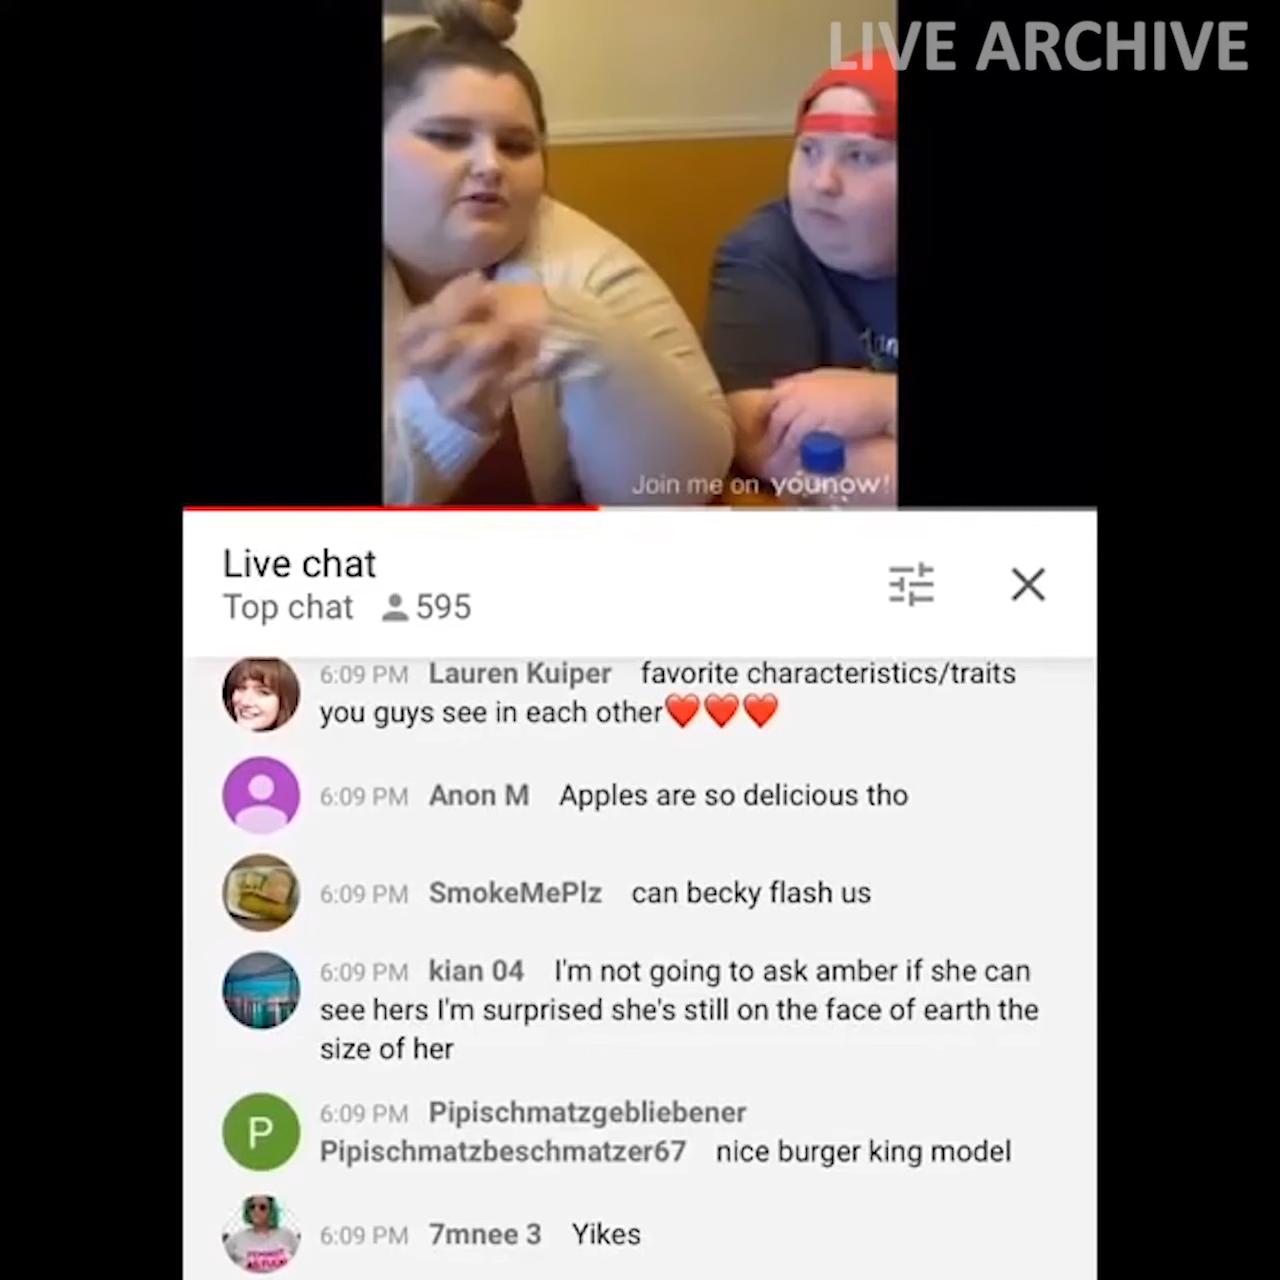 LIVE ARCHIVE
Join me on younow!
Live chat
Top chat 595
6:09 PM Lauren Kuiper favorite characteristics/traits
you guys see in each other❤️❤️❤️
6:09 PM Anon M Apples are so delicious tho
6:09 PM SmokeMePlz can becky flash us
6:09 PM kian 04 I'm not going to ask amber if she can
see hers I'm surprised she's still on the face of earth the
size of her
6:09 PM Pipischmatzgebliebener
Pipischmatzbeschmatzer67 nice burger king model
P
6:09 PM 7mnee 3 Yikes